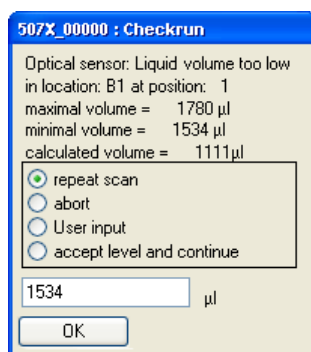 507X_00000 : Checkrun
Optical sensor: Liquid volume too low
in location: B1 at position: 1
maximal volume = 1780 µl
minimal volume = 1534 µl
calculated volume = 1111µl
repeat scan
abort
User input
accept level and continue
1534 µl
OK